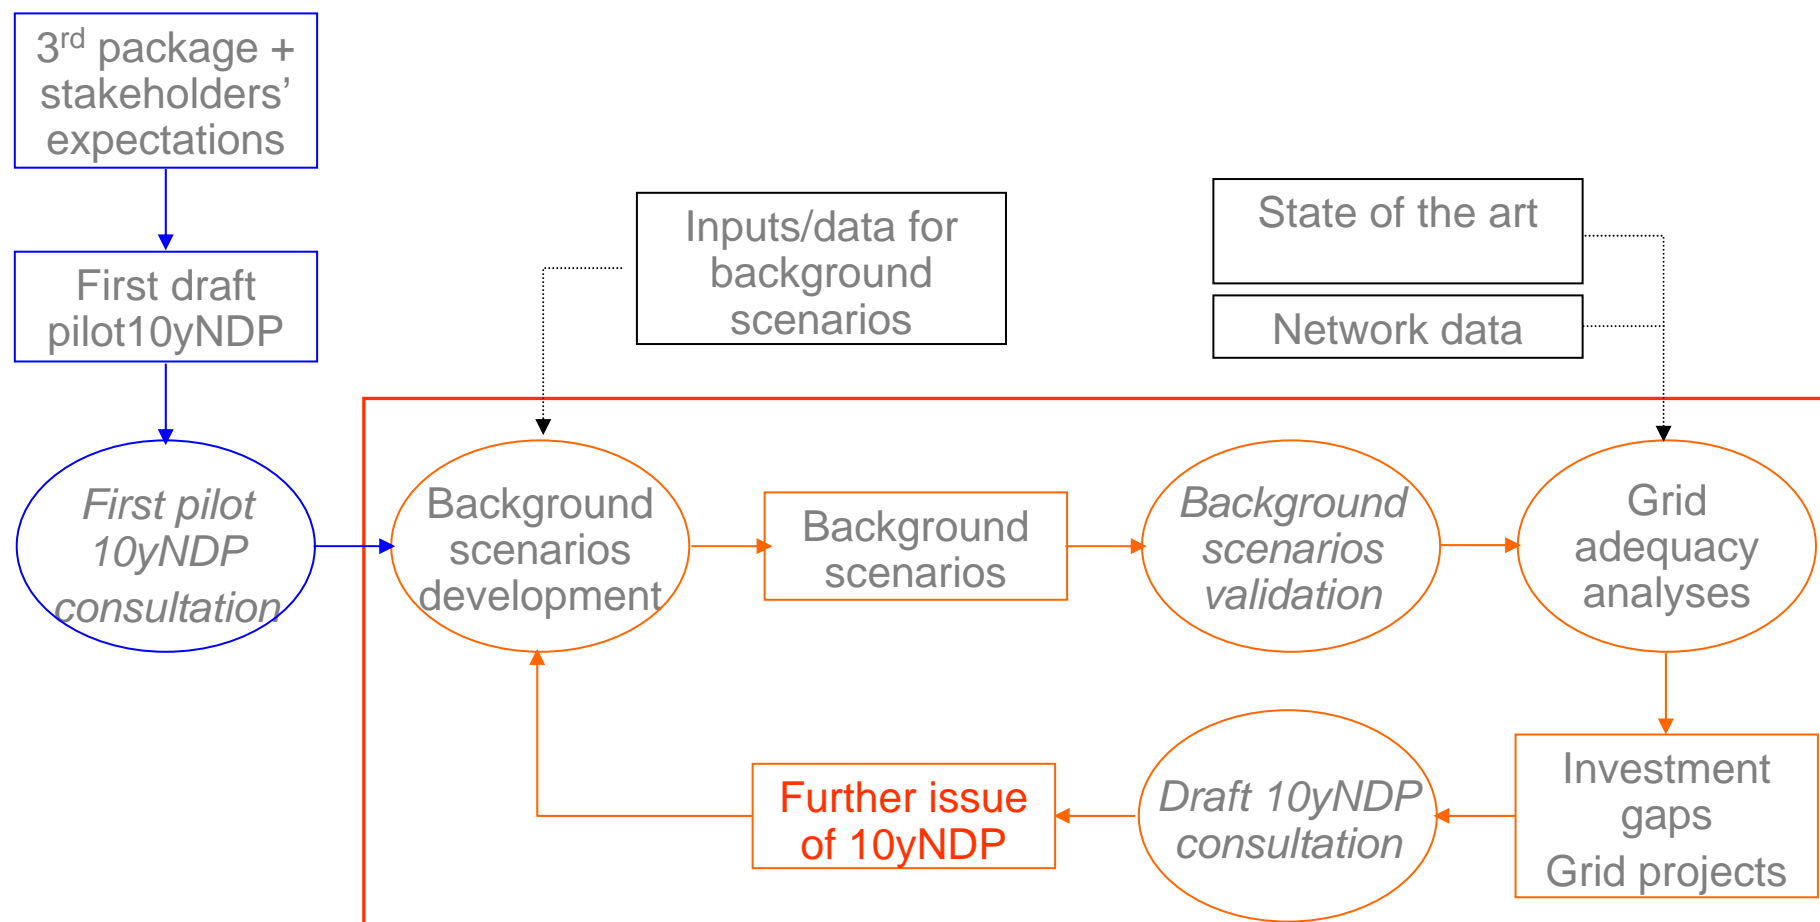 3rd package +
stakeholders’
expectations
First draft
pilot10yNDP
First pilot
10yNDP
consultation
Inputs/data for
background
scenarios
State of the art
Network data
Background
scenarios
development
Background
scenarios
Background
scenarios
validation
Grid
adequacy
analyses
Investment
gaps
Grid projects
Draft 10yNDP
consultation
Further issue
of 10yNDP